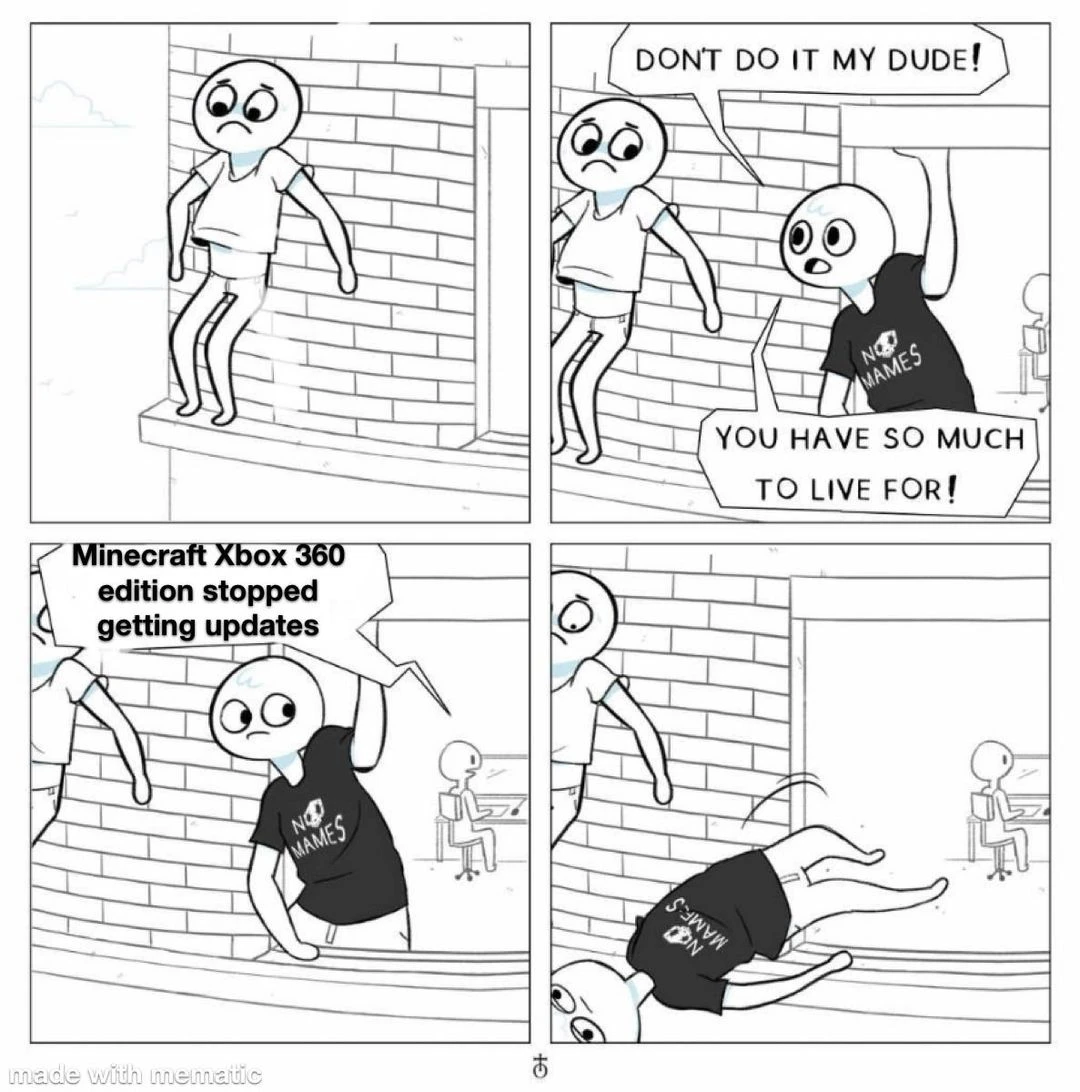 DON'T DO IT MY DUDE!
NO
MAMES
YOU HAVE SO MUCH
TO LIVE FOR!
Minecraft Xbox 360
edition stopped
getting updates
NO
MAMES
NO
MAMES
made with mematic